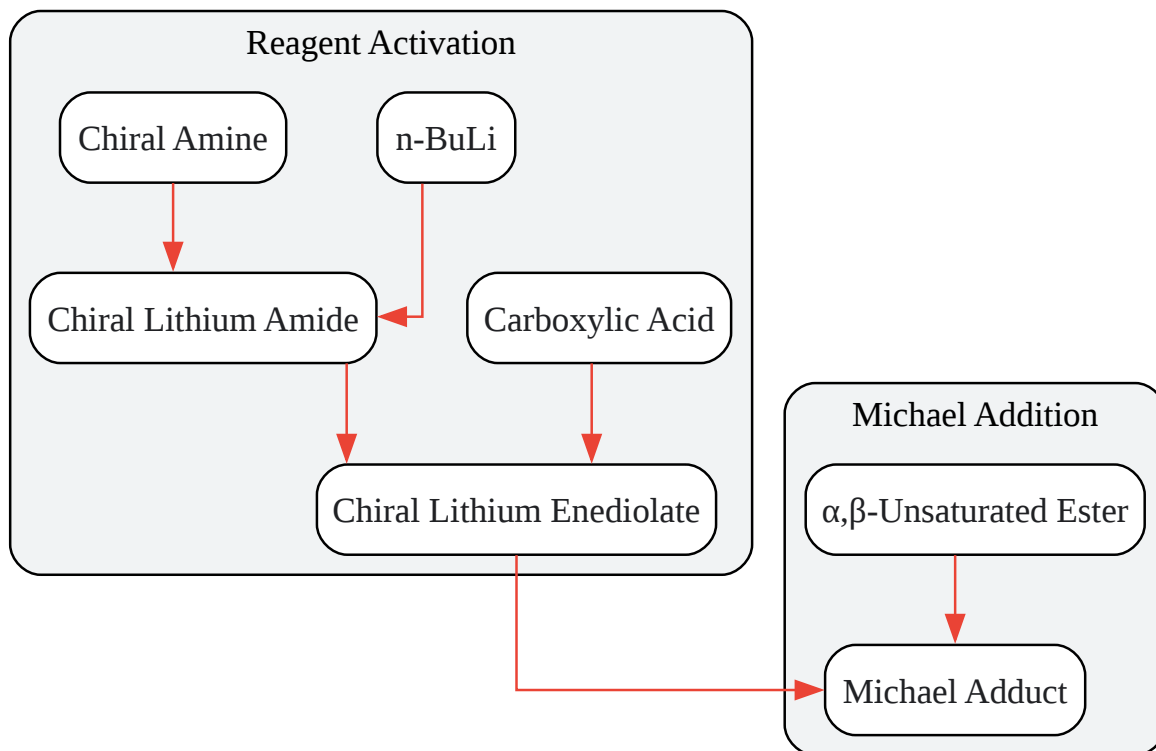 Reagent Activation
Chiral Amine
n-BuLi
Chiral Lithium Amide
Carboxylic Acid
Chiral Lithium Enediolate
Michael Addition
α,β-Unsaturated Ester
Michael Adduct